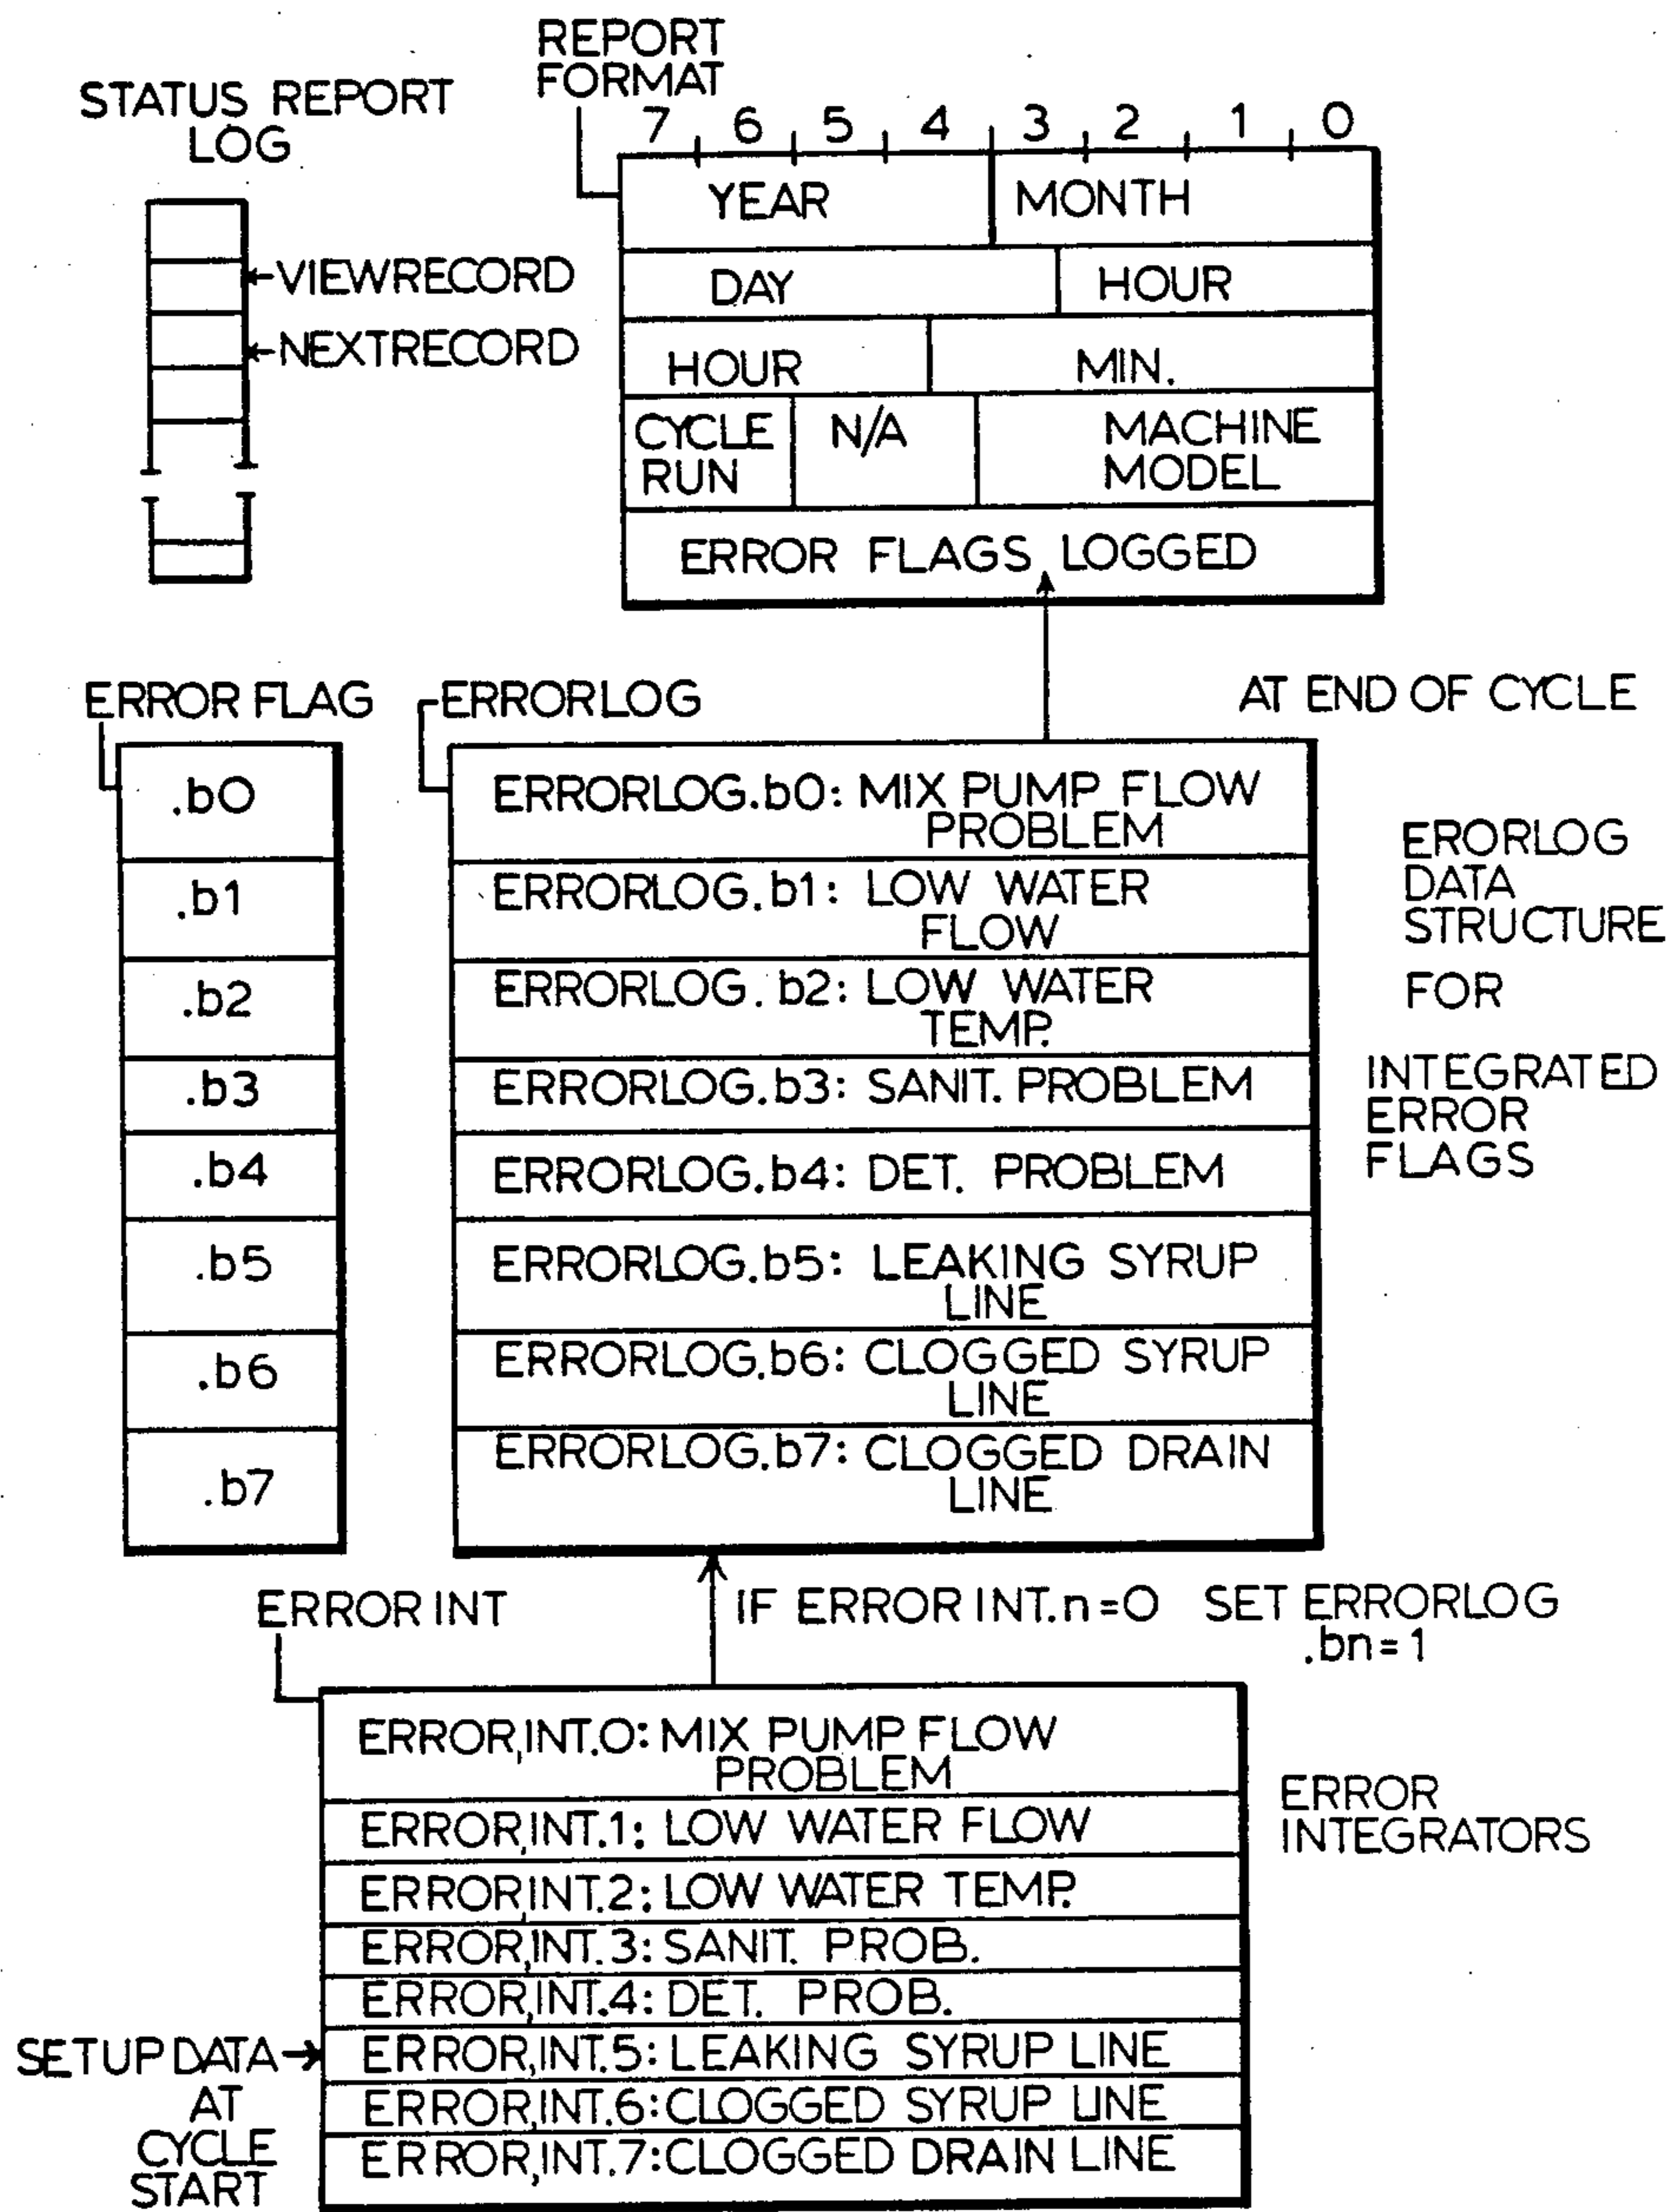 STATUS REPORT
LOG
VIEWRECORD
NEXTRECORD
REPORT
FORMAT
7 6 5 4 3 2 1 0
YEAR MONTH
DAY HOUR
HOUR MIN.
CYCLE
RUN
N/A
MACHINE
MODEL
ERROR FLAGS LOGGED
AT END OF CYCLE
ERROR FLAG
.b0
.b1
.b2
.b3
.b4
.b5
.b6
.b7
ERRORLOG
ERRORLOG.b0: MIX PUMP FLOW
PROBLEM
ERRORLOG.b1: LOW WATER
FLOW
ERRORLOG.b2: LOW WATER
TEMP.
ERRORLOG.b3: SANIT. PROBLEM
ERRORLOG.b4: DET. PROBLEM
ERRORLOG.b5: LEAKING SYRUP
LINE
ERRORLOG.b6: CLOGGED SYRUP
LINE
ERRORLOG.b7: CLOGGED DRAIN
LINE
ERORLOG
DATA
STRUCTURE
FOR
INTEGRATED
ERROR
FLAGS
IF ERROR INT.n=0 SET ERRORLOG
.bn=1
ERROR INT
ERROR,INT.0: MIX PUMP FLOW
PROBLEM
ERROR,INT.1: LOW WATER FLOW
ERROR,INT.2: LOW WATER TEMP.
ERROR,INT.3: SANIT. PROB.
ERROR,INT.4: DET. PROB.
ERROR,INT.5: LEAKING SYRUP LINE
ERROR,INT.6: CLOGGED SYRUP LINE
ERROR,INT.7: CLOGGED DRAIN LINE
ERROR
INTEGRATORS
SETUP DATA
AT
CYCLE
START